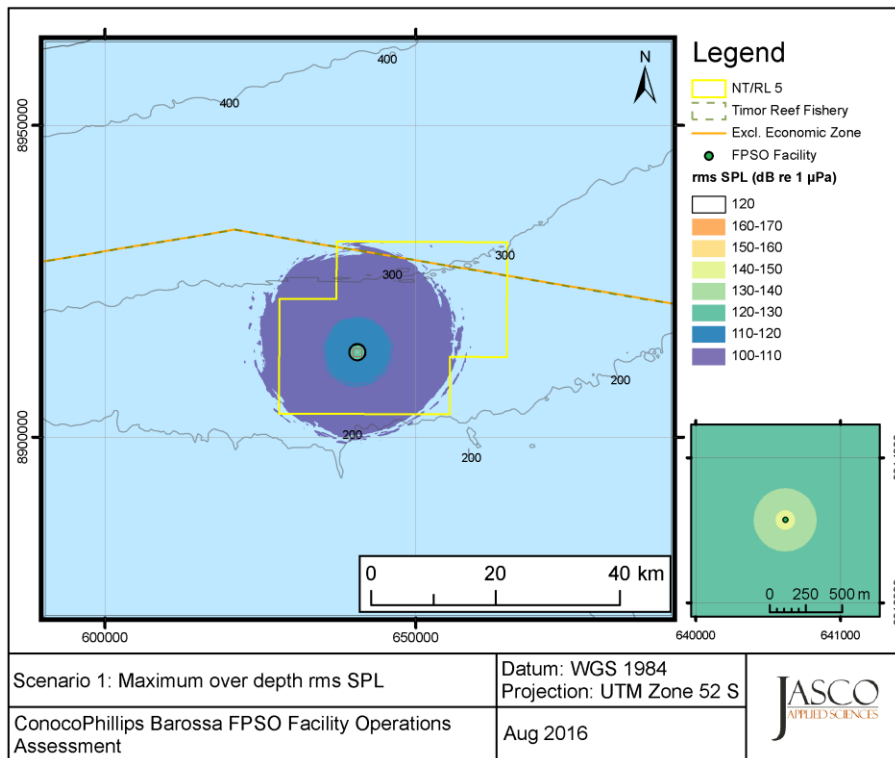 400
400
300
300
200
200
200
N
8950000
8900000
600000
650000
0 20 40 km
Legend
NT/RL 5
Timor Reef Fishery
Excl. Economic Zone
FPSO Facility
rms SPL (dB re 1 µPa)
120
160-170
150-160
140-150
130-140
120-130
110-120
100-110
0 250 500 m
640000 641000
Scenario 1: Maximum over depth rms SPL
Datum: WGS 1984
Projection: UTM Zone 52 S
ConocoPhillips Barossa FPSO Facility Operations
Assessment
Aug 2016
JASCO
APPLIED SCIENCES